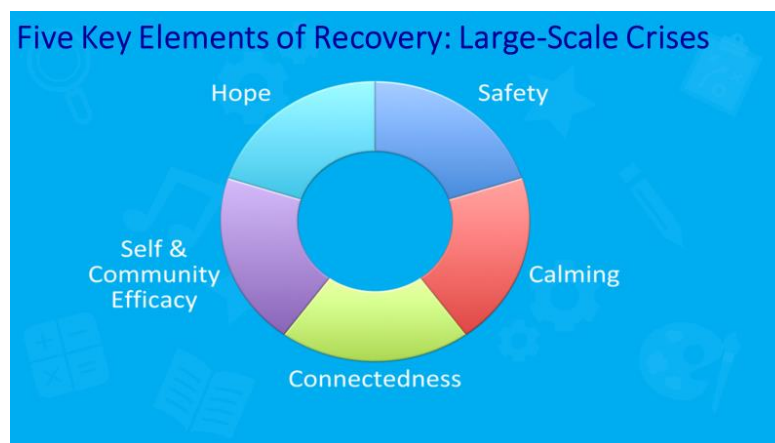 Five Key Elements of Recovery: Large-Scale Crises
Hope
Safety
Self &
Community
Efficacy
Calming
Connectedness